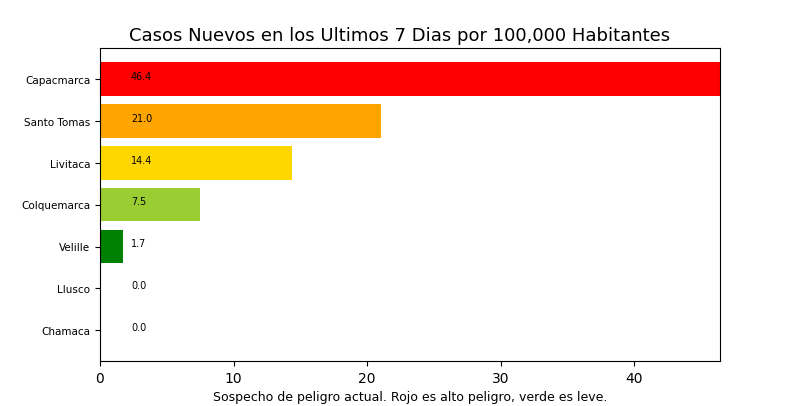 Casos Nuevos en los Ultimos 7 Dias por 100,000 Habitantes
Capacmarca 46.4
Santo Tomas 21.0
Livitaca 14.4
Colquemarca 7.5
Velille 1.7
Llusco 0.0
Chamaca 0.0
0 10 20 30 40
Sospecho de peligro actual. Rojo es alto peligro, verde es leve.